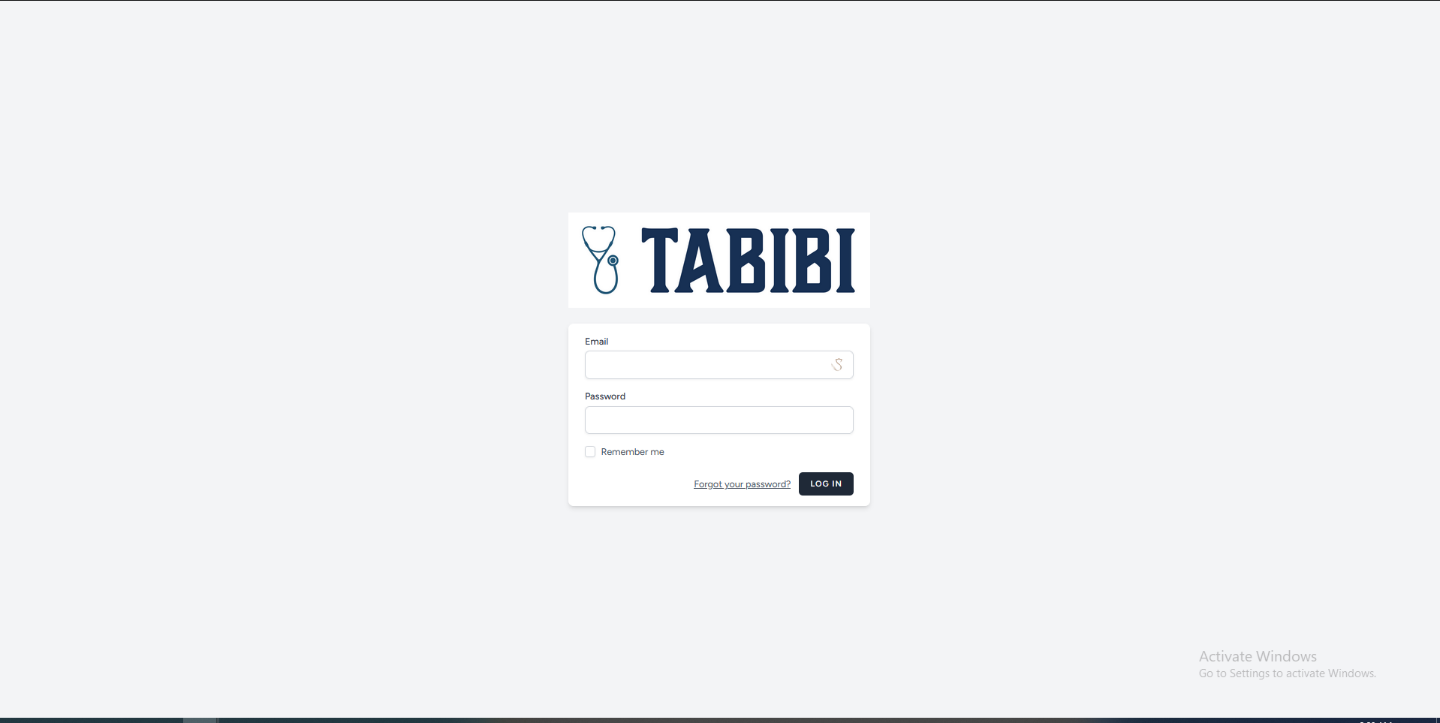 TABIBI
Email
Password
Remember me
Forgot your password? LOG IN
Activate Windows
Go to Settings to activate Windows.